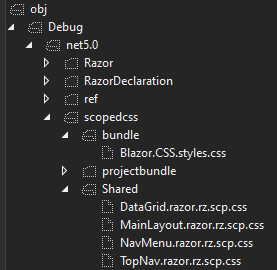 obj
Debug
net5.0
Razor
RazorDeclaration
ref
scopedcss
bundle
Blazor.CSS.styles.css
projectbundle
Shared
DataGrid.razor.rz.scp.css
MainLayout.razor.rz.scp.css
NavMenu.razor.rz.scp.css
TopNav.razor.rz.scp.css